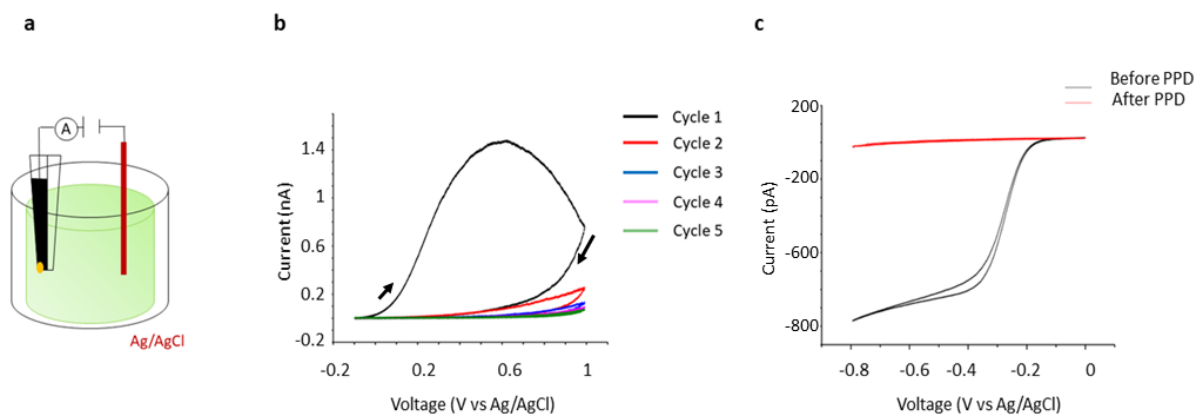 a
A
Ag/AgCl
b
Current (nA)
1.4
1
0.6
0.2
-0.2
-0.2
0.2
0.6
1
Voltage (V vs Ag/AgCl)
Cycle 1
Cycle 2
Cycle 3
Cycle 4
Cycle 5
c
Before PPD
After PPD
Current (pA)
200
-200
-600
-800
-0.8
-0.6
-0.4
-0.2
0
Voltage (V vs Ag/AgCl)